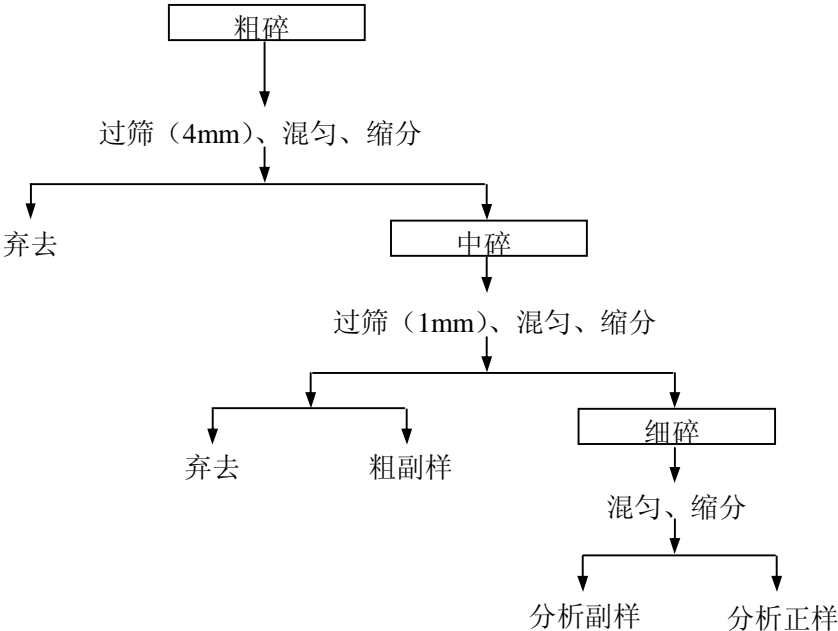 粗碎
过筛（4mm）、混匀、缩分
弃去
中碎
过筛（1mm）、混匀、缩分
弃去
粗副样
细碎
混匀、缩分
分析副样
分析正样